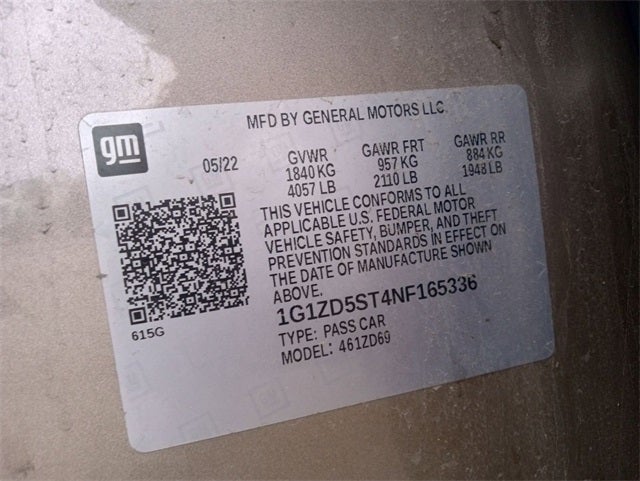 MFD BY GENERAL MOTORS LLC
gm
05/22 GVWR GAWR FRT GAWR RR
1840 KG 957 KG 884 KG
4057 LB 2110 LB 1948 LB
THIS VEHICLE CONFORMS TO ALL
APPLICABLE U.S. FEDERAL MOTOR
VEHICLE SAFETY, BUMPER, AND THEFT
PREVENTION STANDARDS IN EFFECT ON
THE DATE OF MANUFACTURE SHOWN
ABOVE.
1G1ZD5ST4NF165336
615G
TYPE: PASS CAR
MODEL: 461ZD69